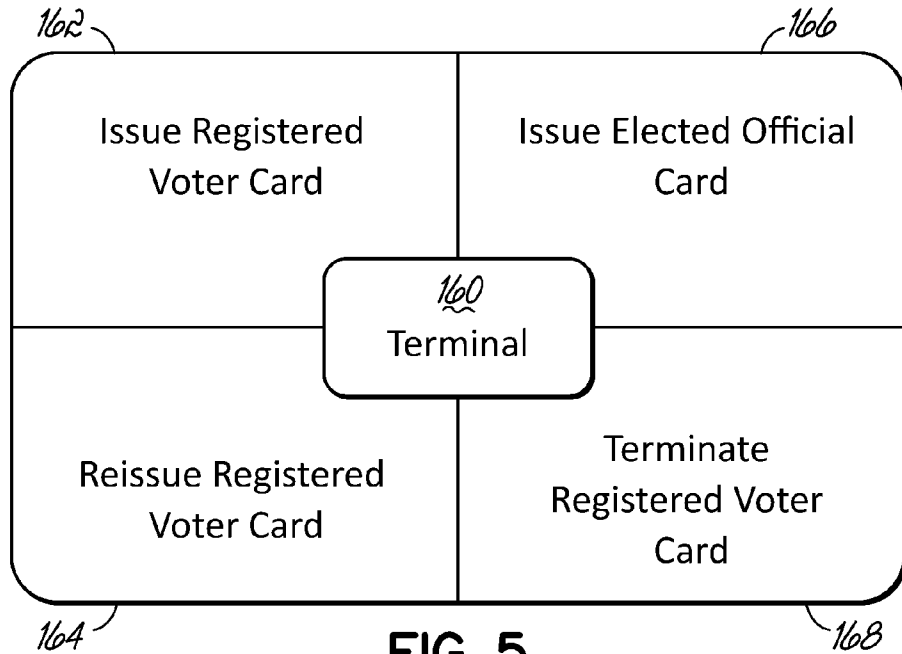 162
166
Issue Registered
Voter Card
Issue Elected Official
Card
160
Terminal
Reissue Registered
Voter Card
Terminate
Registered Voter
Card
164
168
FIG. 5